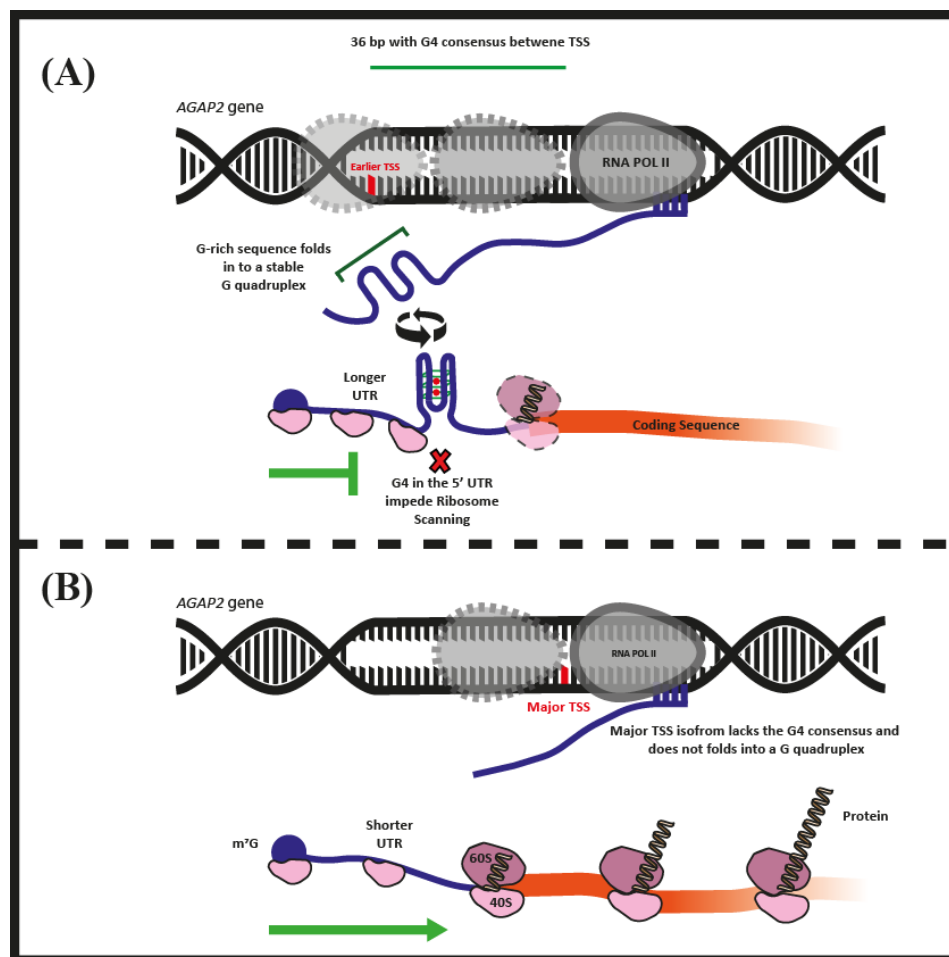 (A)
36 bp with G4 consensus betwene TSS
AGAP2 gene
RNA POL II
Earlier TSS
G-rich sequence folds
in to a stable
G quadruplex
Longer
UTR
Coding Sequence
G4 in the 5' UTR
impede Ribosome
Scanning
(B)
AGAP2 gene
RNA POL II
Major TSS
Major TSS isofrom lacks the G4 consensus and
does not folds into a G quadruplex
Protein
m⁷G
Shorter
UTR
60S
40S